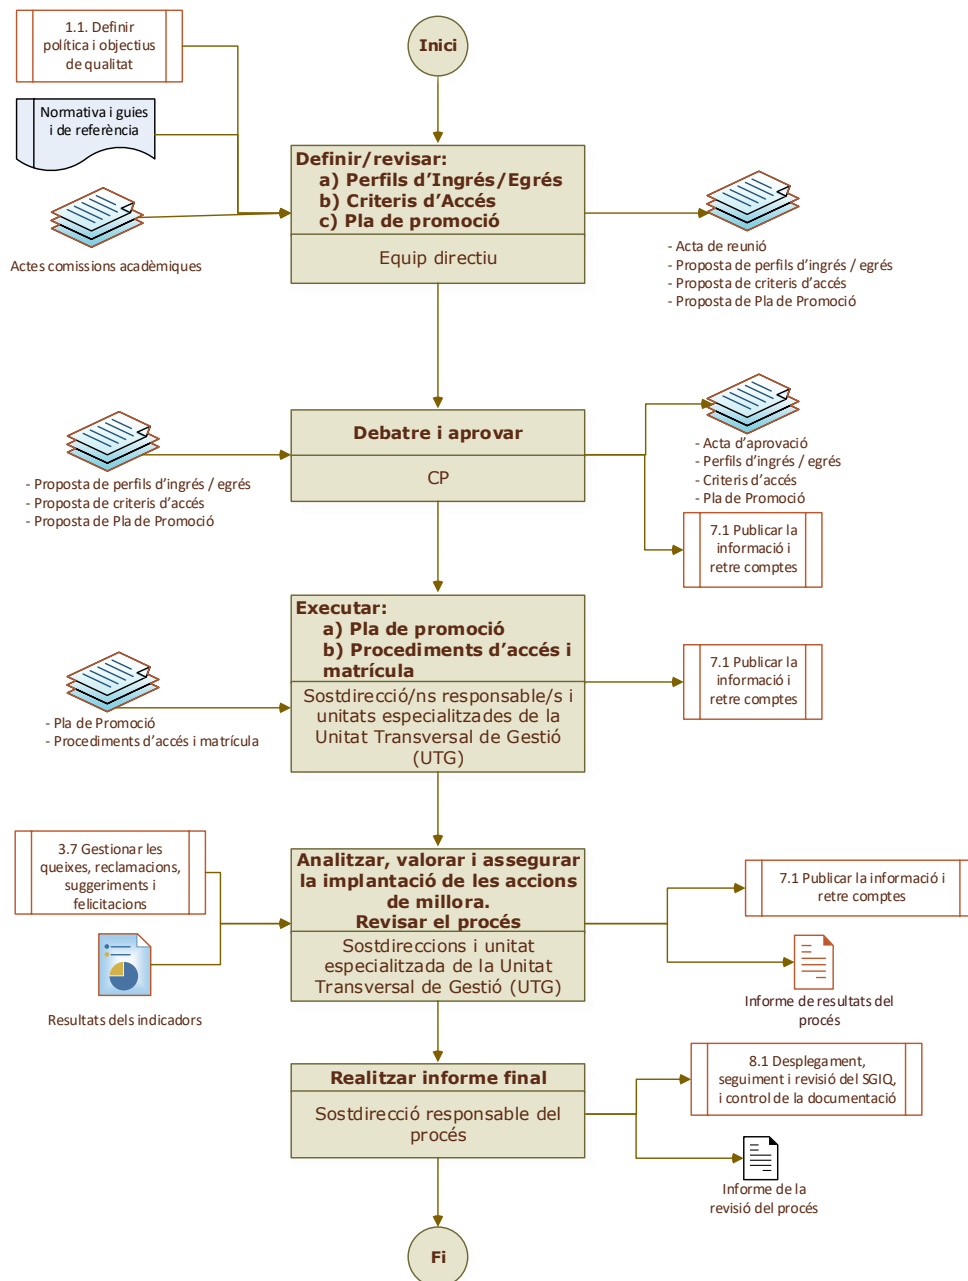 1.1. Definir
política i objectius
de qualitat
Inici
Normativa i guies
i de referència
Actes comissions acadèmiques
Definir/revisar:
a) Perfils d'Ingrés/Egrés
b) Criteris d'Accés
c) Pla de promoció
Equip directiu
- Acta de reunió
- Proposta de perfils d'ingrés / egrés
- Proposta de criteris d'accés
- Proposta de Pla de Promoció
- Proposta de perfils d'ingrés / egrés
- Proposta de criteris d'accés
- Proposta de Pla de Promoció
Debatre i aprovar
CP
- Acta d'aprovació
- Perfils d'ingrés / egrés
- Criteris d'accés
- Pla de Promoció
7.1 Publicar la
informació i
retre comptes
- Pla de Promoció
- Procediments d'accés i matrícula
Executar:
a) Pla de promoció
b) Procediments d'accés i
matrícula
Sostdirecció/ns responsable/s i
unitats especialitzades de la
Unitat Transversal de Gestió
(UTG)
7.1 Publicar la
informació i
retre comptes
3.7 Gestionar les
queixes, reclamacions,
suggeriments i
felicitacions
Resultats dels indicadors
Analitzar, valorar i assegurar
la implantació de les accions
de millora.
Revisar el procés
Sostdireccions i unitat
especialitzada de la Unitat
Transversal de Gestió (UTG)
7.1 Publicar la informació i
retre comptes
Informe de resultats del
procés
Realitzar informe final
Sostdirecció responsable del
procés
8.1 Desplegament,
seguiment i revisió del SGIQ,
i control de la documentació
Informe de la
revisió del procés
Fi